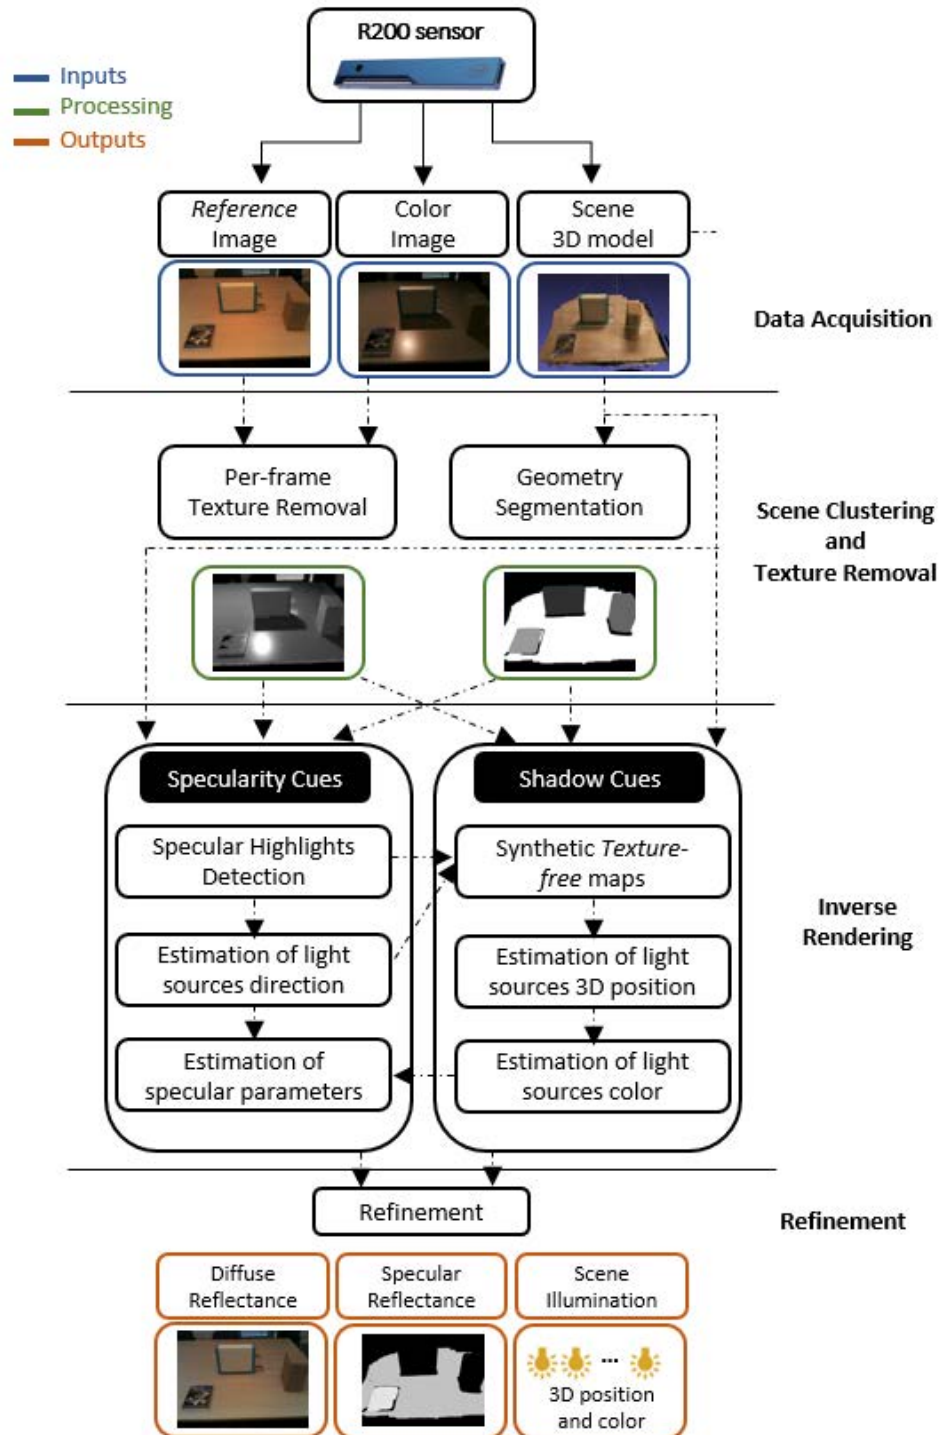 R200 sensor
Inputs
Processing
Outputs
Reference
Image
Color
Image
Scene
3D model
Data Acquisition
Per-frame
Texture Removal
Geometry
Segmentation
Scene Clustering
and
Texture Removal
Specularity Cues
Shadow Cues
Specular Highlights
Detection
Synthetic Texture-
free maps
Inverse
Rendering
Estimation of light
sources direction
Estimation of light
sources 3D position
Estimation of
specular parameters
Estimation of light
sources color
Refinement
Refinement
Diffuse
Reflectance
Specular
Reflectance
Scene
Illumination
...
3D position
and color